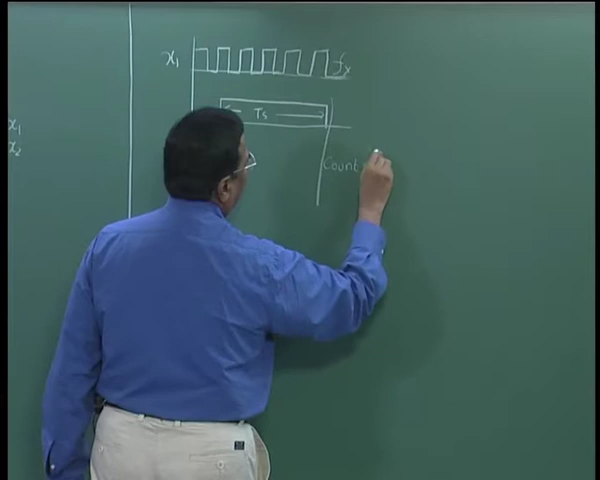 x₁ fx
Ts
Count
x₁
x₂